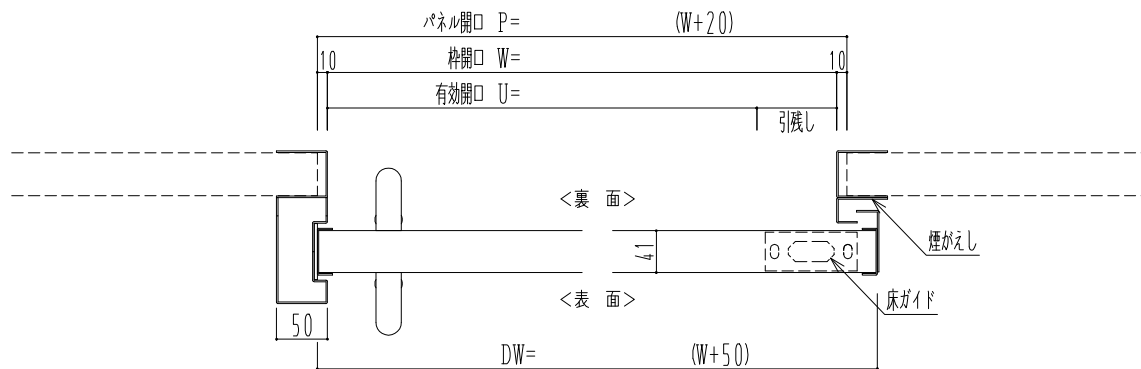 パネル開口 P= (W+20)
10 枠開口 W= 10
有効開口 U=
引残し
<裏 面>
煙がえし
41
<表 面>
床ガイド
50
DW= (W+50)